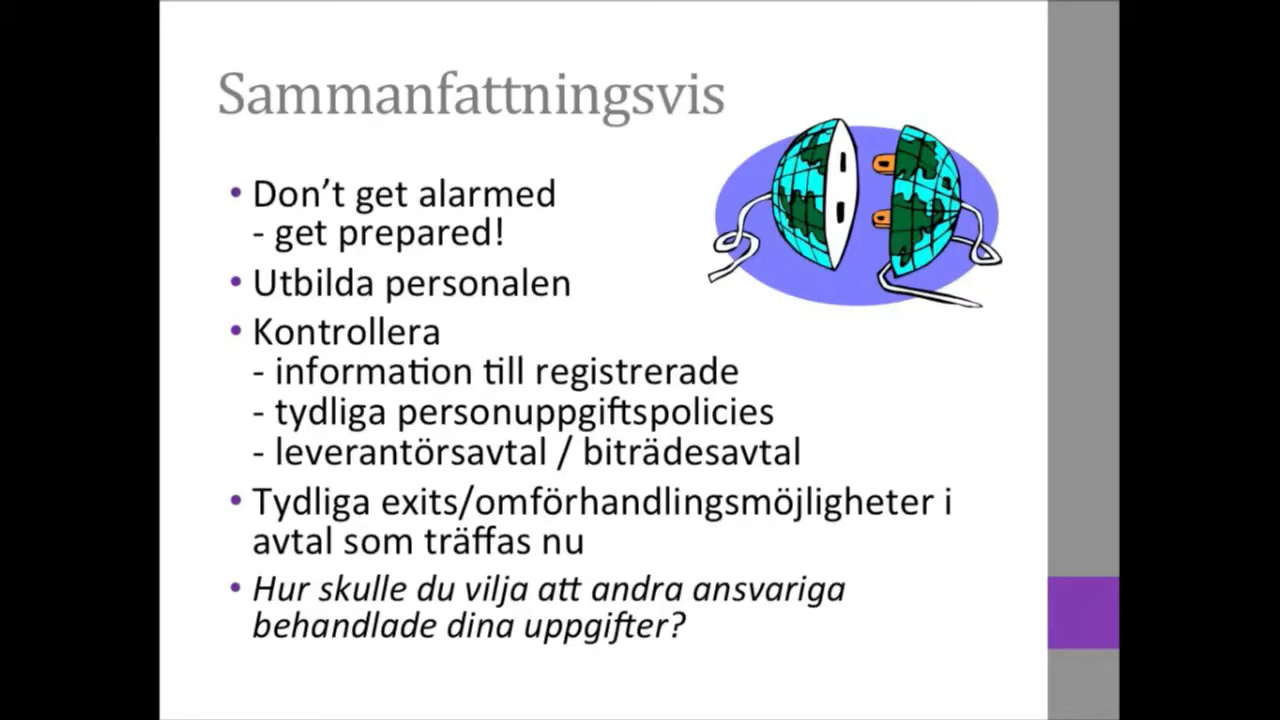 Sammanfattningsvis
• Don’t get alarmed
- get prepared!
• Utbilda personalen
• Kontrollera
- information till registrerade
- tydliga personuppgiftspolicies
- leverantörsavtal / biträdesavtal
• Tydliga exits/omförhandlingsmöjligheter i
avtal som träffas nu
• Hur skulle du vilja att andra ansvariga
behandlade dina uppgifter?